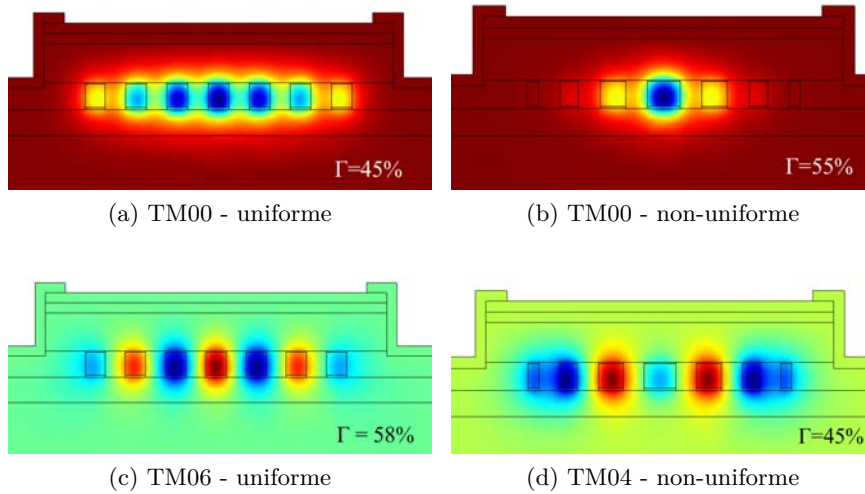 Γ=45%
Γ=55%
(a) TM00 - uniforme
(b) TM00 - non-uniforme
Γ = 58%
Γ=45%
(c) TM06 - uniforme
(d) TM04 - non-uniforme